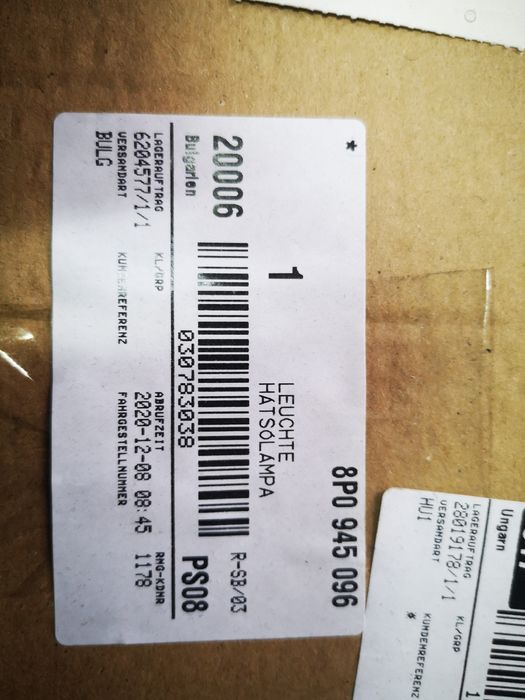 * 8P0 945 096
1 LEUCHTE
HÁTSÓLÁMPA
R-SB/03
20006
Bulgarien
030783038
PS08
LAGERAUFTRAG KL/GRP ABRUFZEIT RNG-KDNR
6204577/1/1 2020-12-08 08:45 1178
VERSANDART KUNDENREFERENZ FAHRGESTELLNUMMER
BULG
Ungarn
LAGERAUFTRAG KL/GRP
28019178/1/1
VERSANDART KUNDENREFERENZ
HU1 *